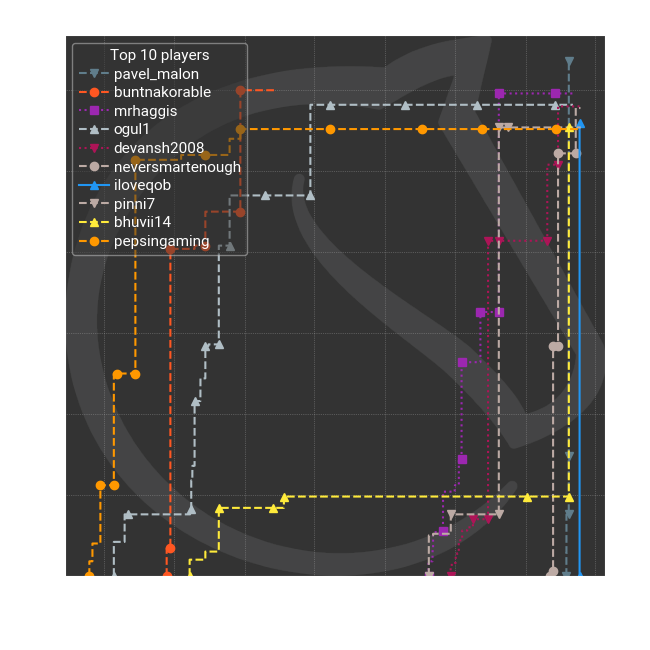 Top 10 players
pavel_malon
buntnakorable
mrhaggis
ogul1
devansh2008
neversmartenough
iloveqob
pinni7
bhuvii14
pepsingaming